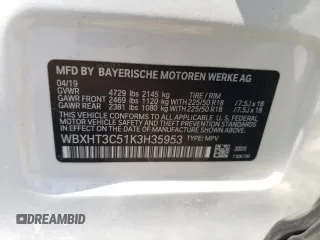 MFD BY BAYERISCHE MOTOREN WERKE AG
04/19 TIRE / RIM
GVWR 4729 lbs 2145 kg
GAWR FRONT 2469 lbs 1120 kg WITH 225/50 R18 /7.5J x 18
GAWR REAR 2381 lbs 1080 kg WITH 225/50 R18 /7.5J x 18
THIS VEHICLE CONFORMS TO ALL APPLICABLE U.S. FEDERAL
MOTOR VEHICLE SAFETY, BUMPER, AND THEFT PREVENTION
STANDARDS IN EFFECT ON THE DATE OF MANUFACTURE SHOWN ABOVE.
WBXHT3C51K3H35953 TYPE: MPV
DREAMBID